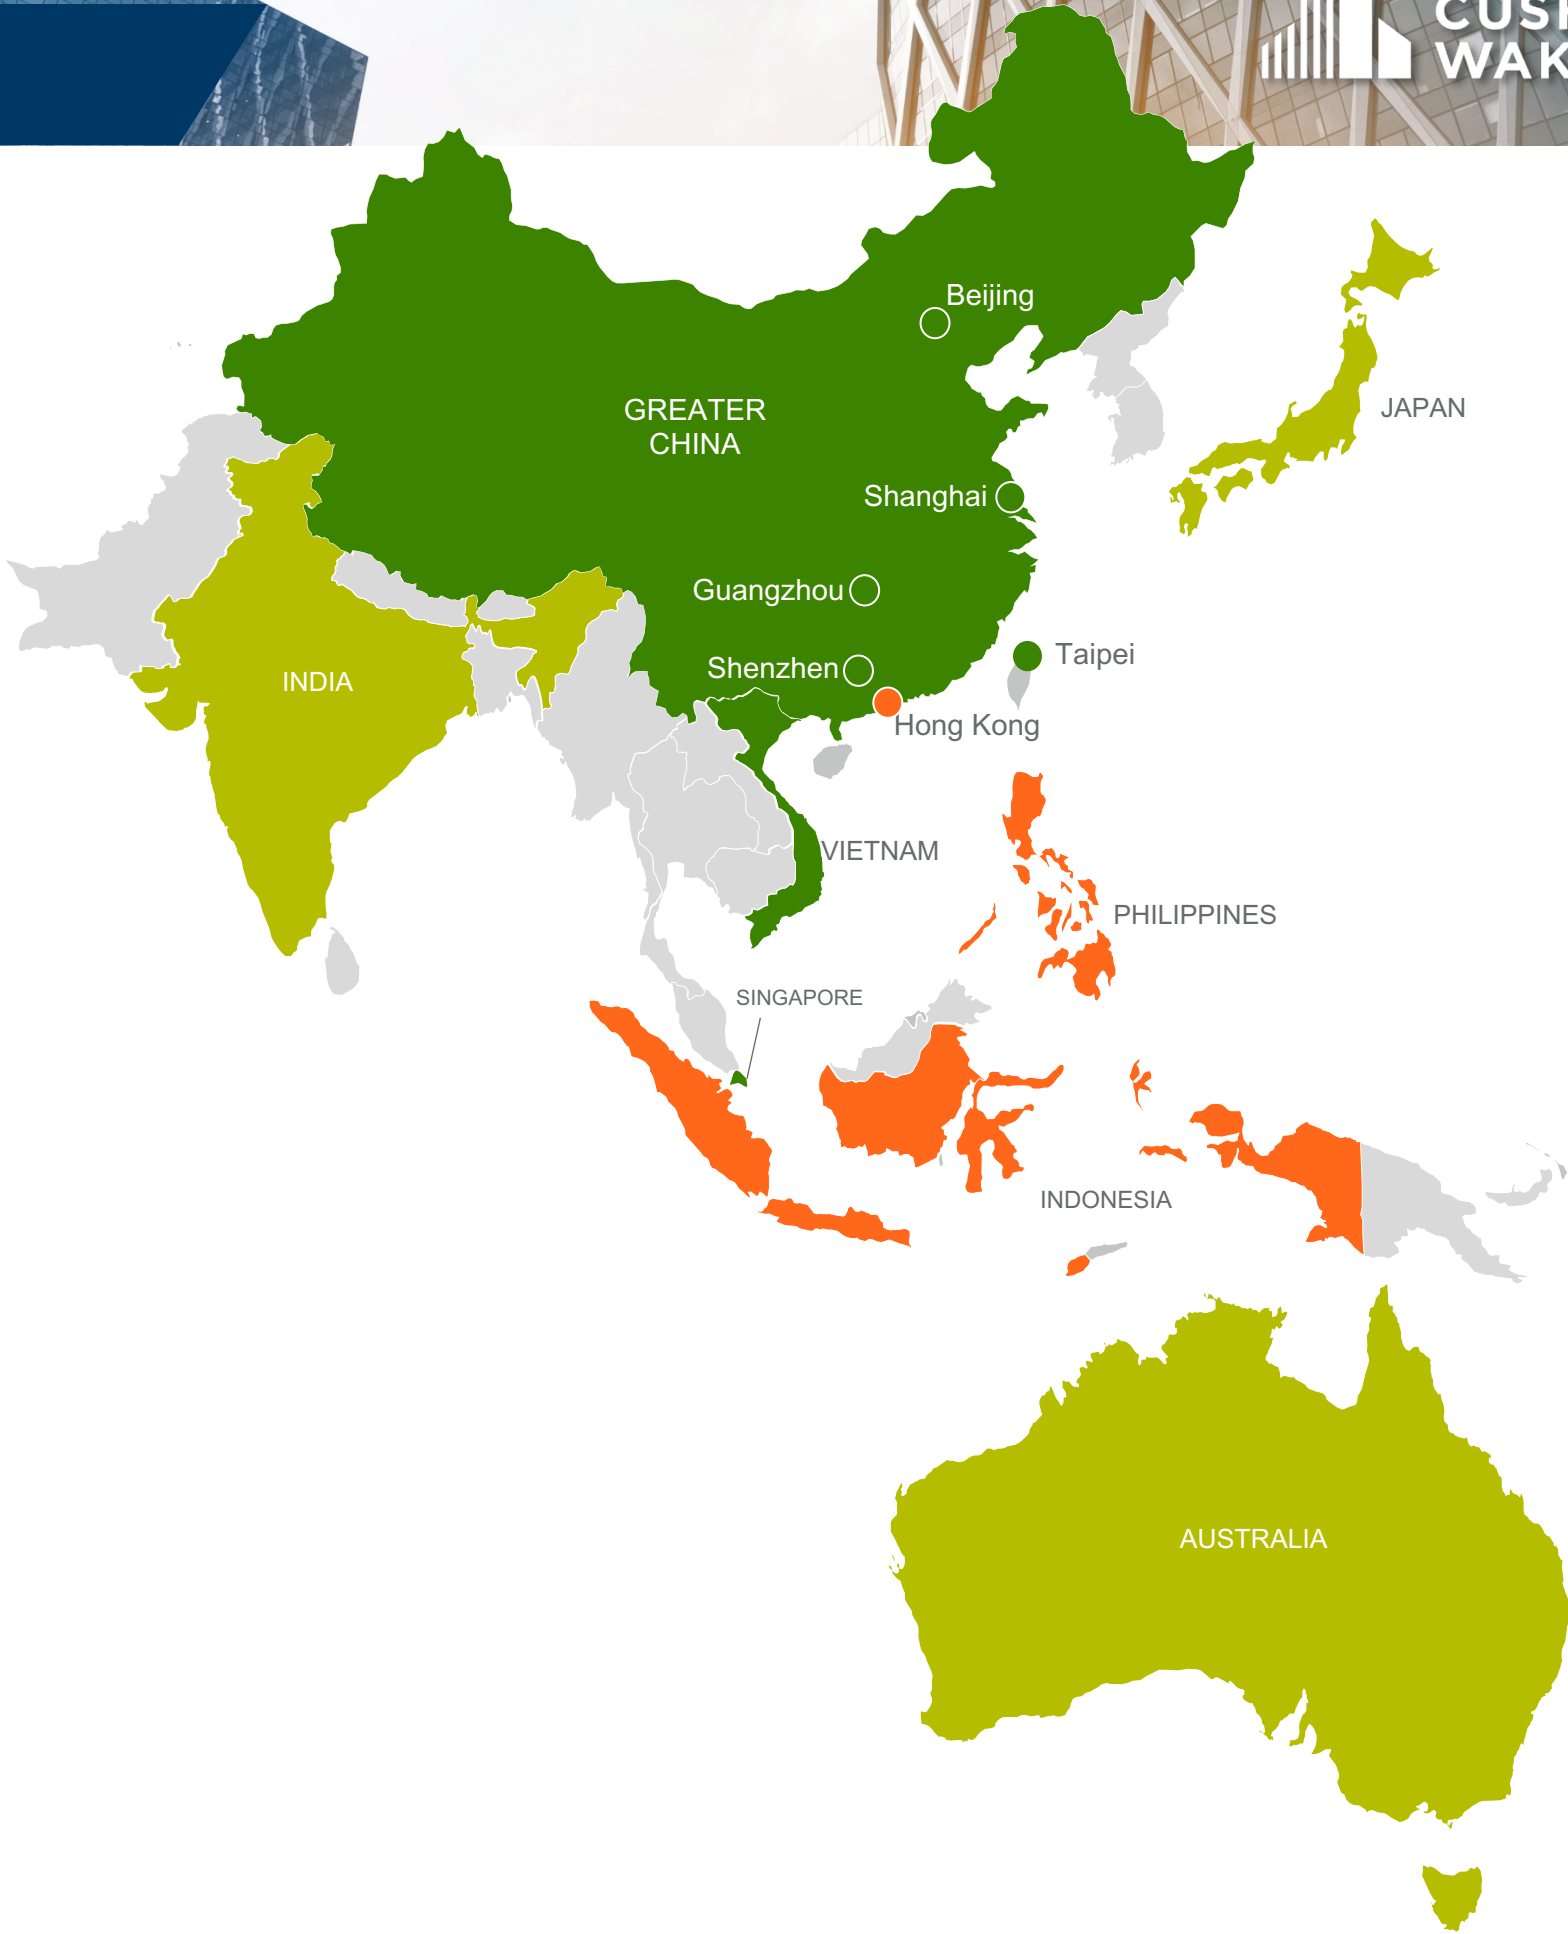 Beijing
GREATER
CHINA
JAPAN
Shanghai
Guangzhou
Taipei
Shenzhen
INDIA
Hong Kong
VIETNAM
PHILIPPINES
SINGAPORE
INDONESIA
AUSTRALIA